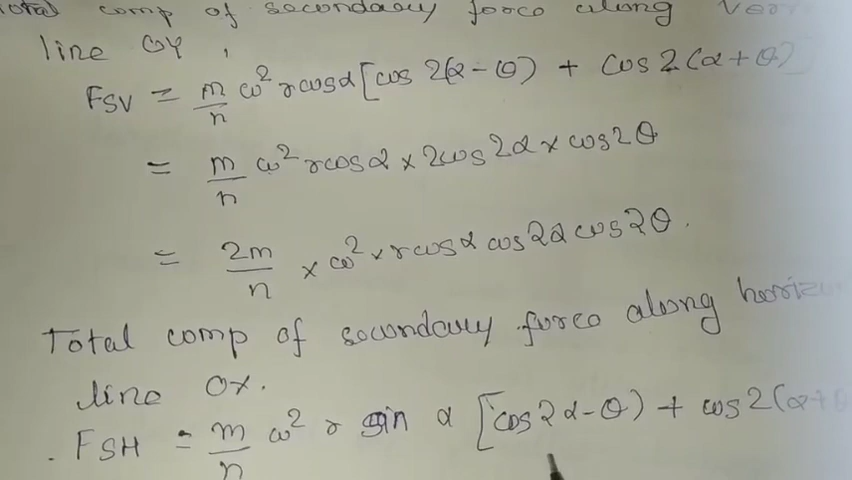 comp of secondary force along
line OY,
FSV = m/n ω² r cos α [cos 2(α - θ) + cos 2(α + θ)]
= m/n ω² r cos α × 2 cos 2α × cos 2θ
= 2m/n × ω² × r cos α cos 2α cos 2θ.
Total comp of secondary force along
line OX.
FSH = m/n ω² r sin α [cos 2α - θ) + cos 2(α + θ